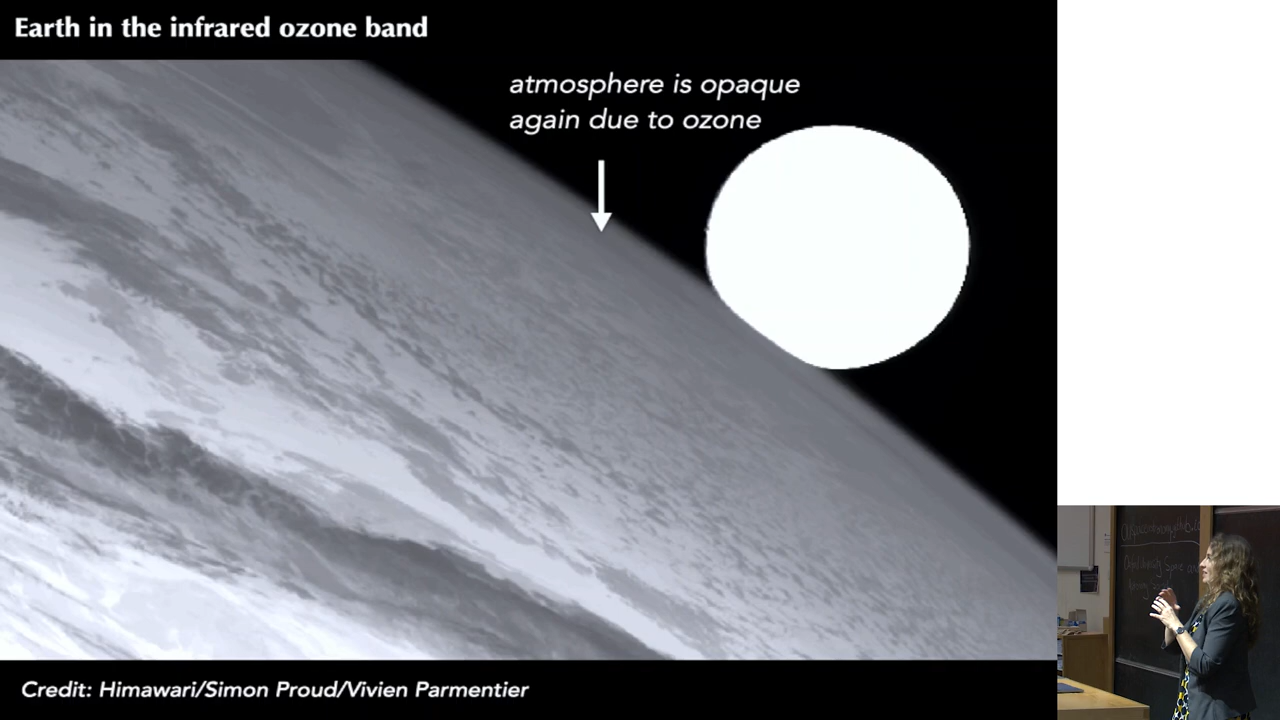 Earth in the infrared ozone band
atmosphere is opaque
again due to ozone
Credit: Himawari/Simon Proud/Vivien Parmentier